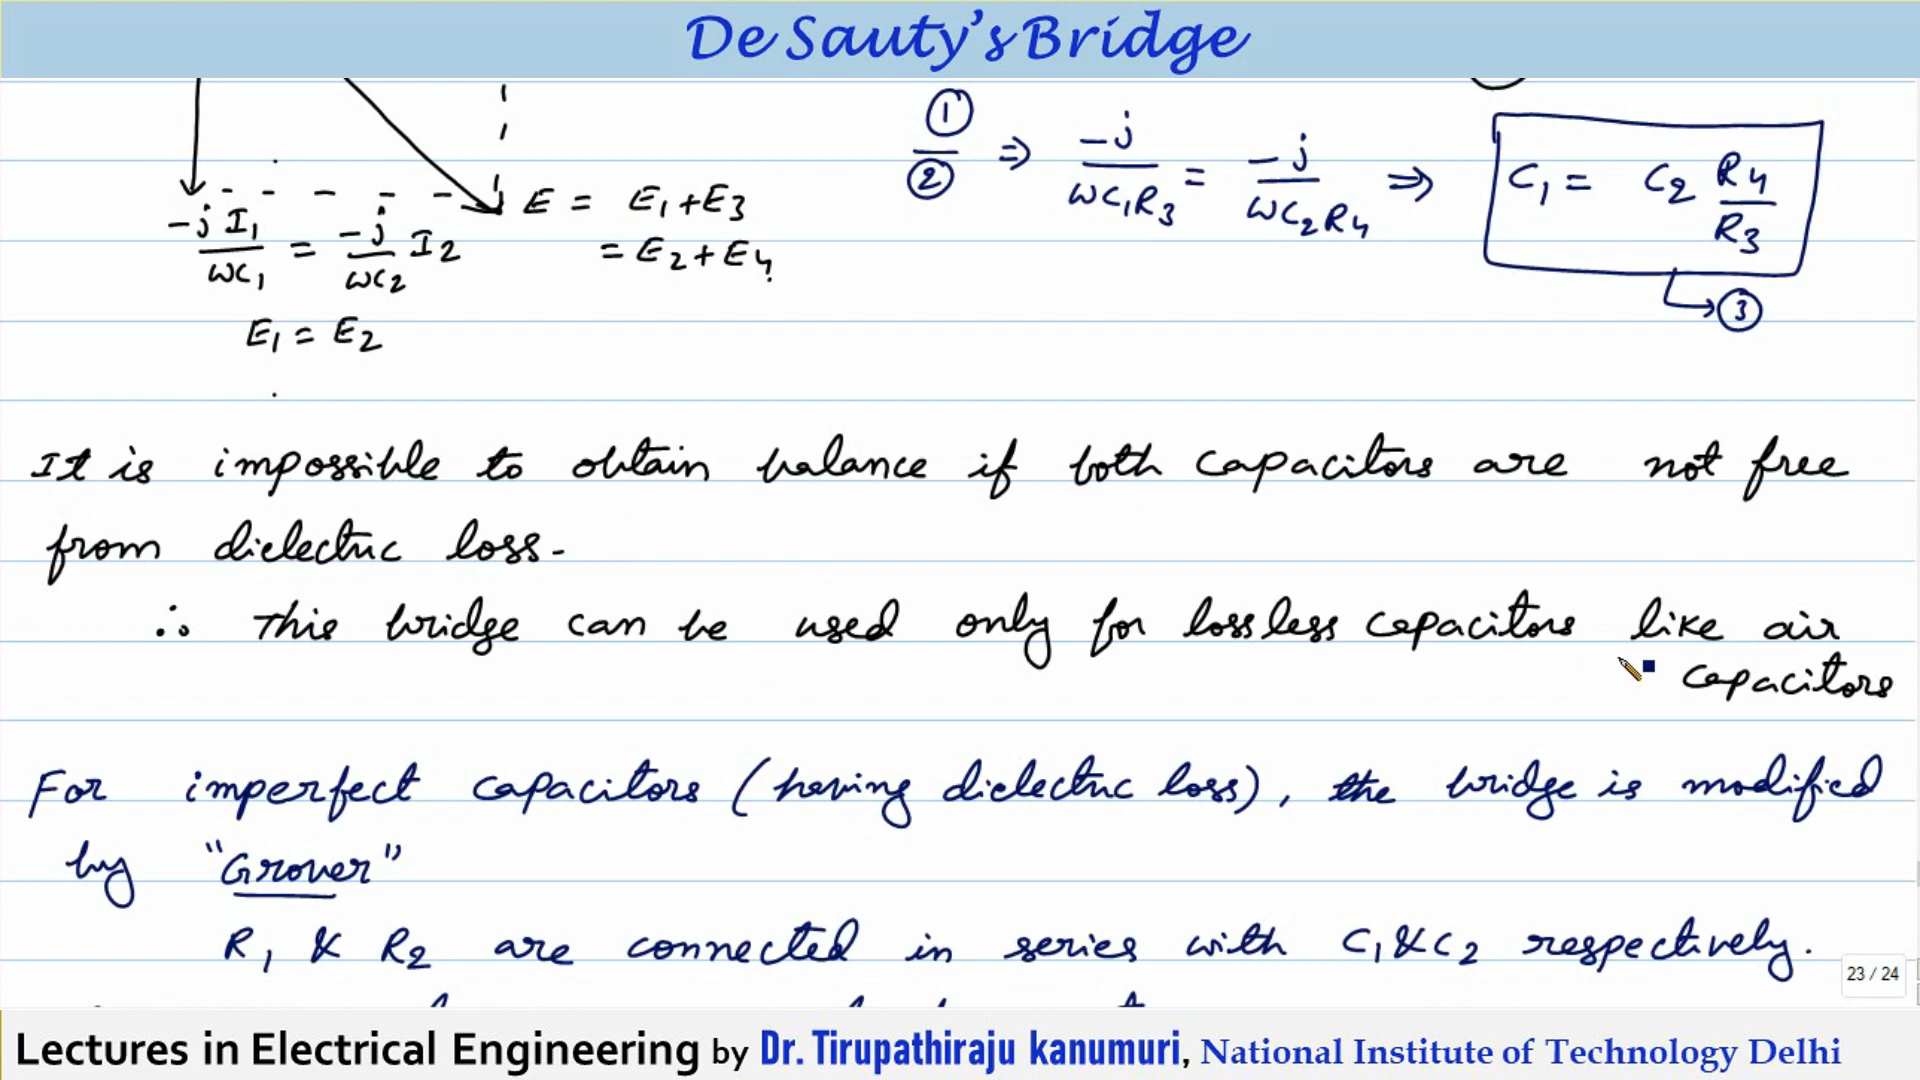 De Sauty's Bridge
① / ② ⇒ -j / ωC1R3 = -j / ωC2R4 ⇒ C1 = C2 R4 / R3
→ ③
-j I1 / ωC1 = -j / ωC2 I2
E = E1 + E3
= E2 + E4
E1 = E2
It is impossible to obtain balance if both capacitors are not free
from dielectric loss-
∴ This bridge can be used only for lossless capacitors like air
capacitors
For imperfect capacitors (having dielectric loss), the bridge is modified
by "Grover"
R1 & R2 are connected in series with C1 & C2 respectively.
23 / 24
Lectures in Electrical Engineering by Dr. Tirupathiraju kanumuri, National Institute of Technology Delhi